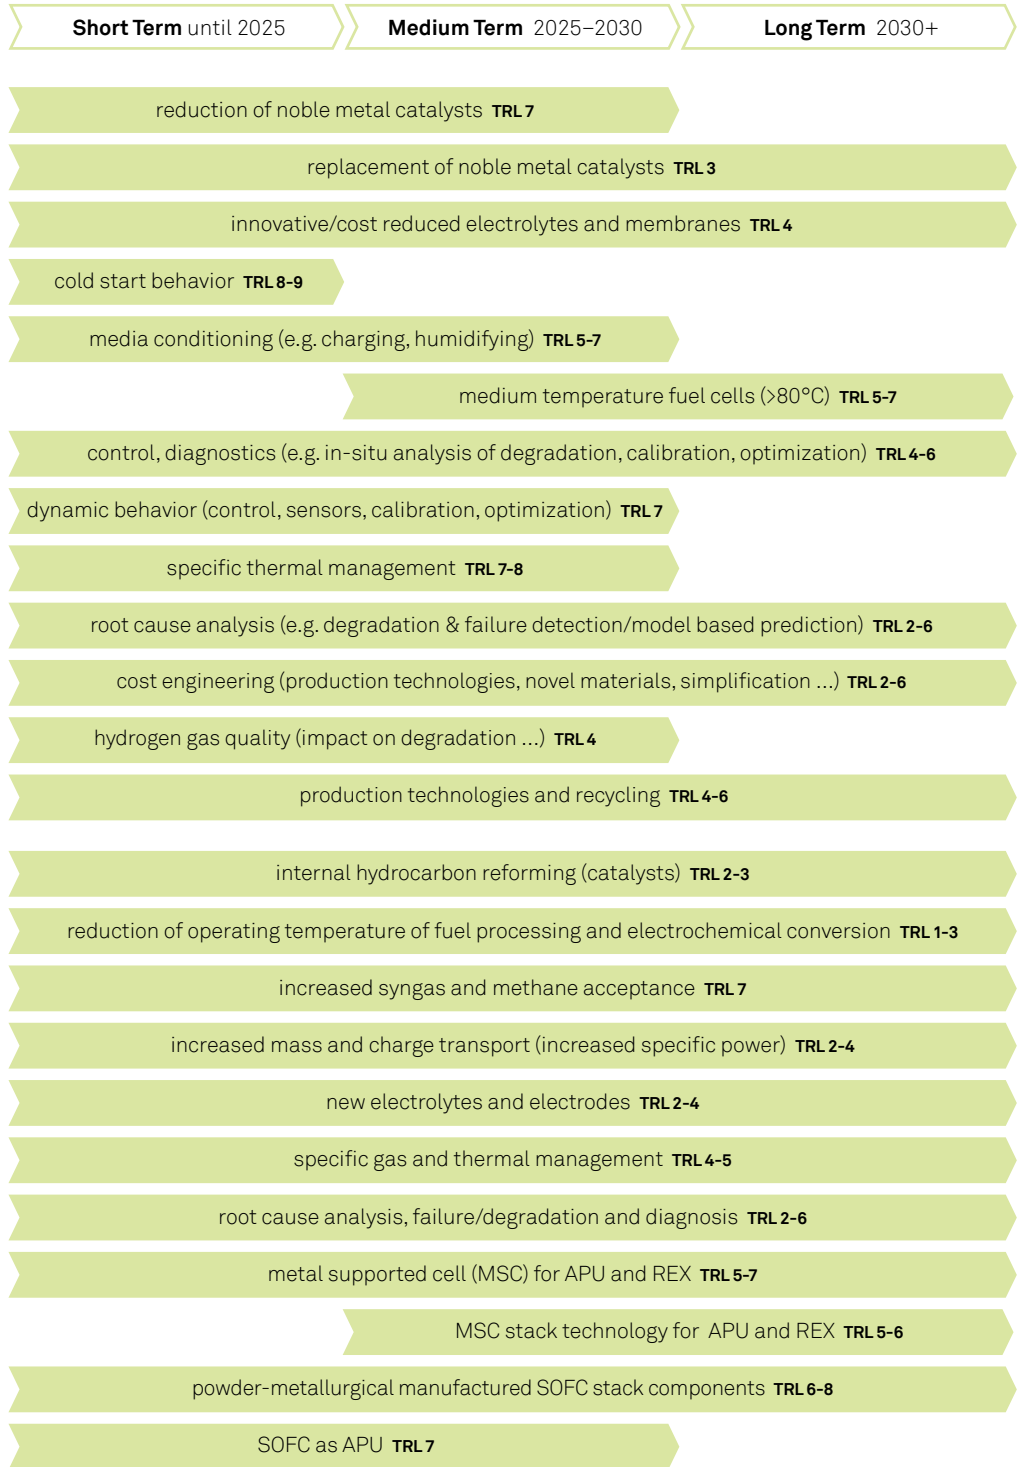 Short Term until 2025
Medium Term 2025–2030
Long Term 2030+
reduction of noble metal catalysts TRL 7
replacement of noble metal catalysts TRL 3
innovative/cost reduced electrolytes and membranes TRL 4
cold start behavior TRL 8-9
media conditioning (e.g. charging, humidifying) TRL 5-7
medium temperature fuel cells (>80°C) TRL 5-7
control, diagnostics (e.g. in-situ analysis of degradation, calibration, optimization) TRL 4-6
dynamic behavior (control, sensors, calibration, optimization) TRL 7
specific thermal management TRL 7-8
root cause analysis (e.g. degradation & failure detection/model based prediction) TRL 2-6
cost engineering (production technologies, novel materials, simplification ...) TRL 2-6
hydrogen gas quality (impact on degradation ...) TRL 4
production technologies and recycling TRL 4-6
internal hydrocarbon reforming (catalysts) TRL 2-3
reduction of operating temperature of fuel processing and electrochemical conversion TRL 1-3
increased syngas and methane acceptance TRL 7
increased mass and charge transport (increased specific power) TRL 2-4
new electrolytes and electrodes TRL 2-4
specific gas and thermal management TRL 4-5
root cause analysis, failure/degradation and diagnosis TRL 2-6
metal supported cell (MSC) for APU and REX TRL 5-7
MSC stack technology for APU and REX TRL 5-6
powder-metallurgical manufactured SOFC stack components TRL 6-8
SOFC as APU TRL 7